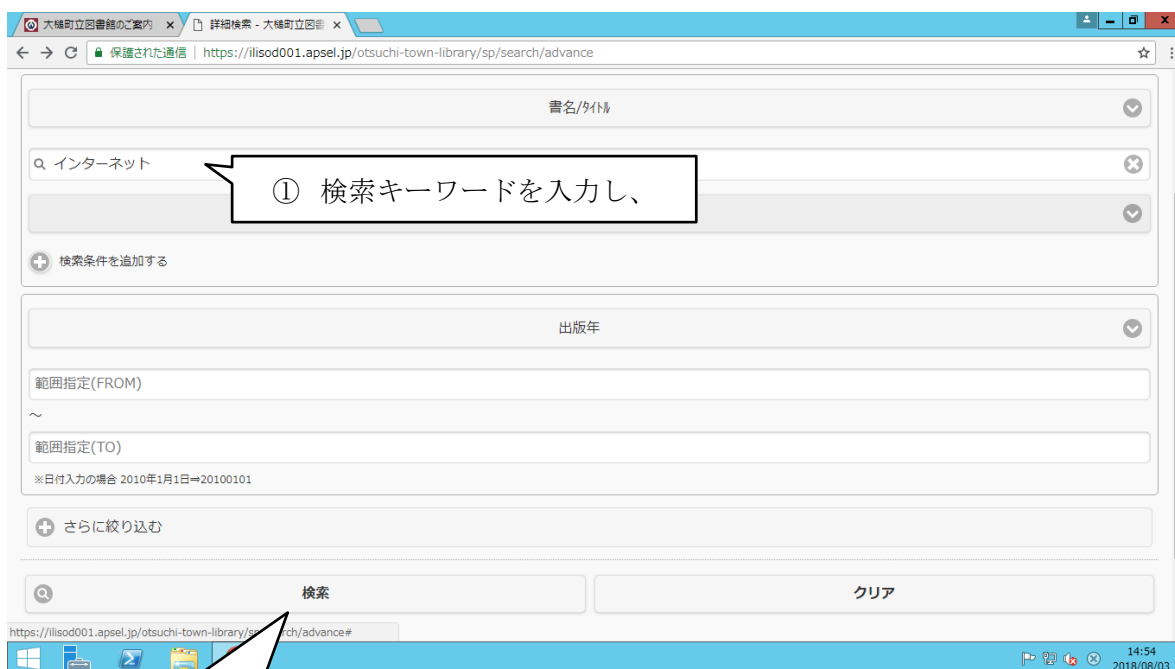 大槌町立図書館のご案内
詳細検索 - 大槌町立図書
保護された通信 | https://ilisod001.apsel.jp/otsuchi-town-library/sp/search/advance
書名/ﾀｲﾄﾙ
インターネット
① 検索キーワードを入力し、
検索条件を追加する
出版年
範囲指定(FROM)
～
範囲指定(TO)
※日付入力の場合 2010年1月1日⇒20100101
さらに絞り込む
検索
クリア
https://ilisod001.apsel.jp/otsuchi-town-library/sp rch/advance#
14:54